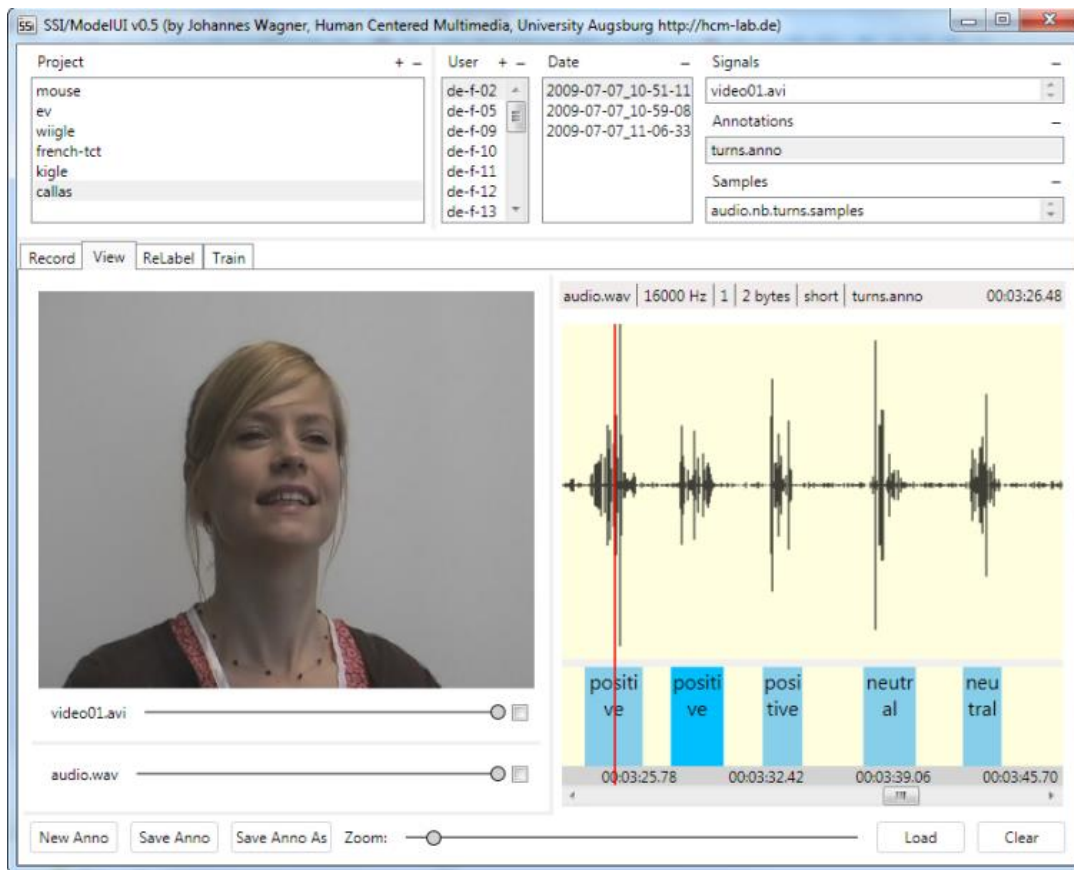 SSI SSI/ModelUI v0.5 (by Johannes Wagner, Human Centered Multimedia, University Augsburg http://hcm-lab.de)
Project + –
mouse
ev
wiigle
french-tct
kigle
callas
User + –
de-f-02
de-f-05
de-f-09
de-f-10
de-f-11
de-f-12
de-f-13
Date –
2009-07-07_10-51-11
2009-07-07_10-59-08
2009-07-07_11-06-33
Signals –
video01.avi
Annotations –
turns.anno
Samples –
audio.nb.turns.samples
Record View ReLabel Train
audio.wav 16000 Hz 1 2 bytes short turns.anno 00:03:26.48
positi
ve
positi
ve
posi
tive
neutr
al
neu
tral
00:03:25.78 00:03:32.42 00:03:39.06 00:03:45.70
video01.avi
audio.wav
New Anno Save Anno Save Anno As Zoom: Load Clear